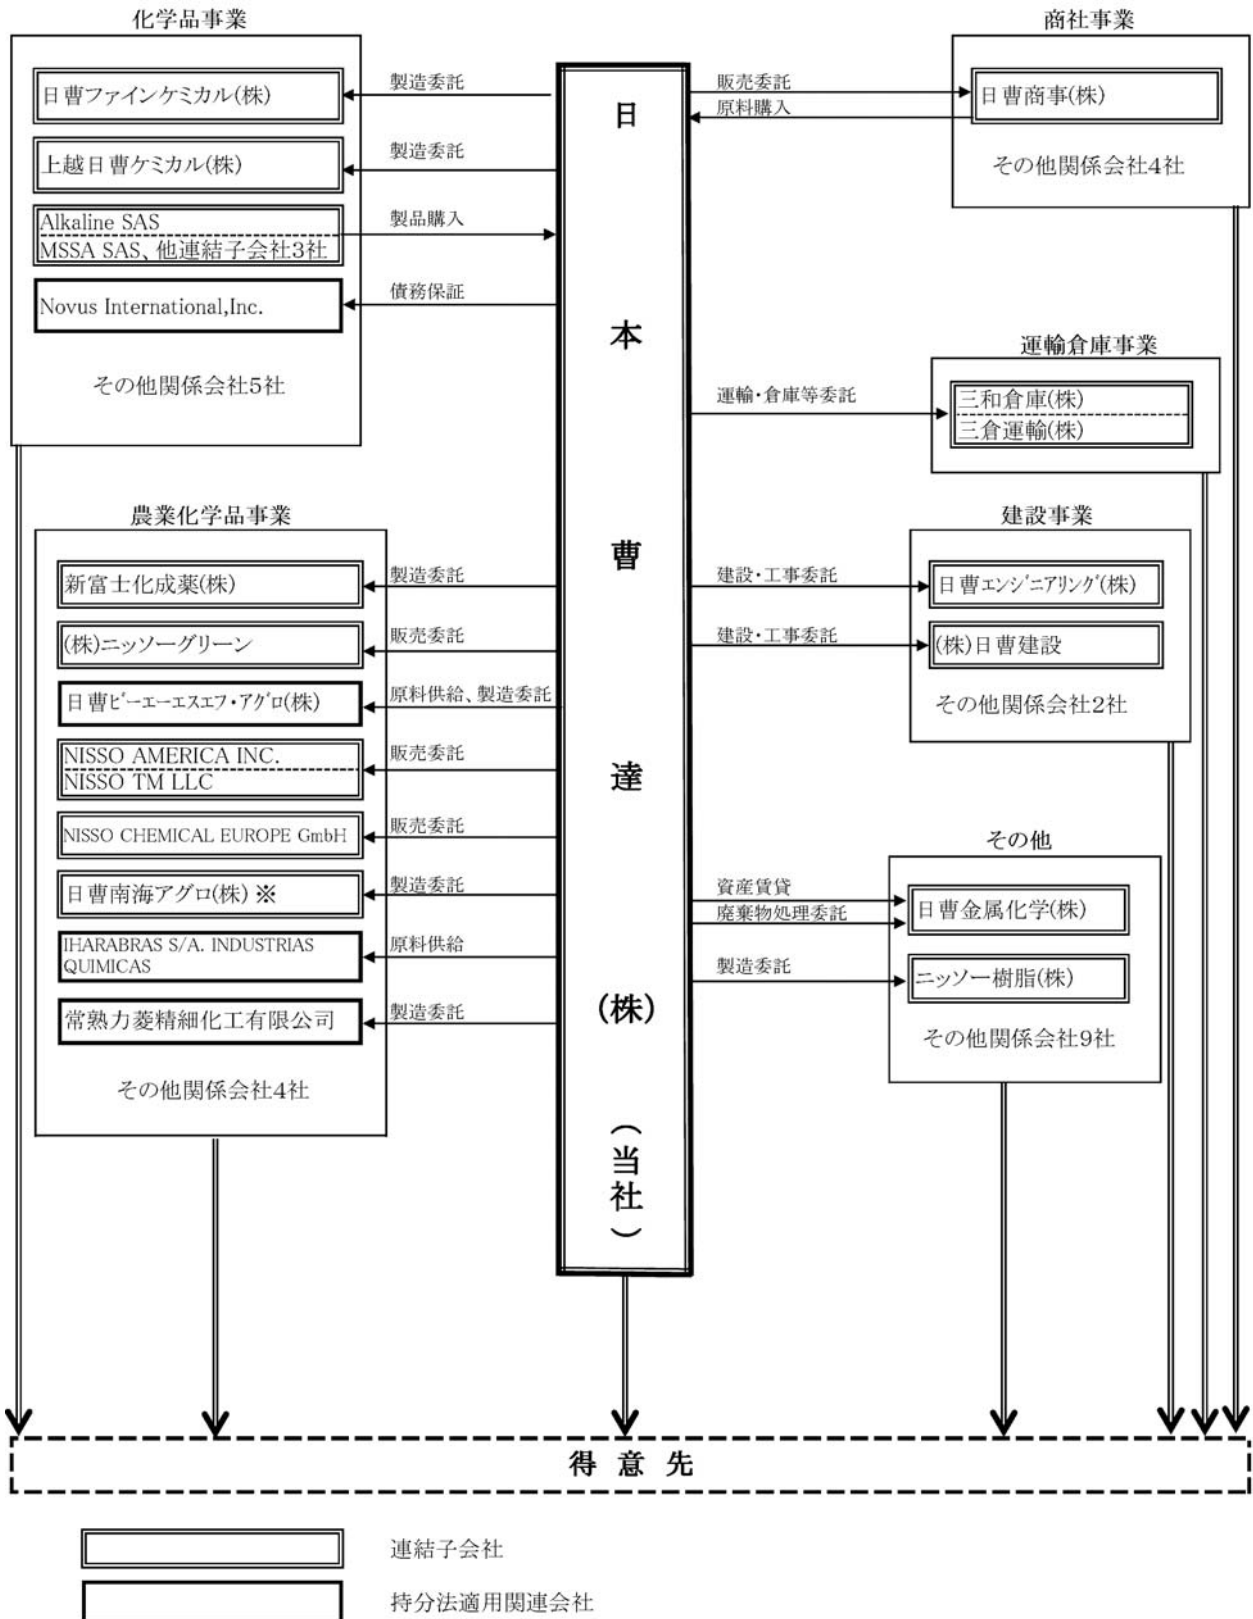 化学品事業
日曹ファインケミカル(株)
製造委託
上越日曹ケミカル(株)
製造委託
Alkaline SAS
MSSA SAS、他連結子会社3社
製品購入
Novus International,Inc.
債務保証
その他関係会社5社
農業化学品事業
新富士化成薬(株)
製造委託
(株)ニッソーグリーン
販売委託
日曹ビーエーエスエフ・アグロ(株)
原料供給、製造委託
NISSO AMERICA INC.
NISSO TM LLC
販売委託
NISSO CHEMICAL EUROPE GmbH
販売委託
日曹南海アグロ(株)※
製造委託
IHARABRAS S/A. INDUSTRIAS
QUIMICAS
原料供給
常熟力菱精細化工有限公司
製造委託
その他関係会社4社
日本曹達(株)(当社)
商社事業
販売委託
原料購入
日曹商事(株)
その他関係会社4社
運輸倉庫事業
運輸・倉庫等委託
三和倉庫(株)
三倉運輸(株)
建設事業
建設・工事委託
日曹エンジニアリング(株)
建設・工事委託
(株)日曹建設
その他関係会社2社
その他
資産賃貸
廃棄物処理委託
日曹金属化学(株)
製造委託
ニッソー樹脂(株)
その他関係会社9社
得意先
連結子会社
持分法適用関連会社